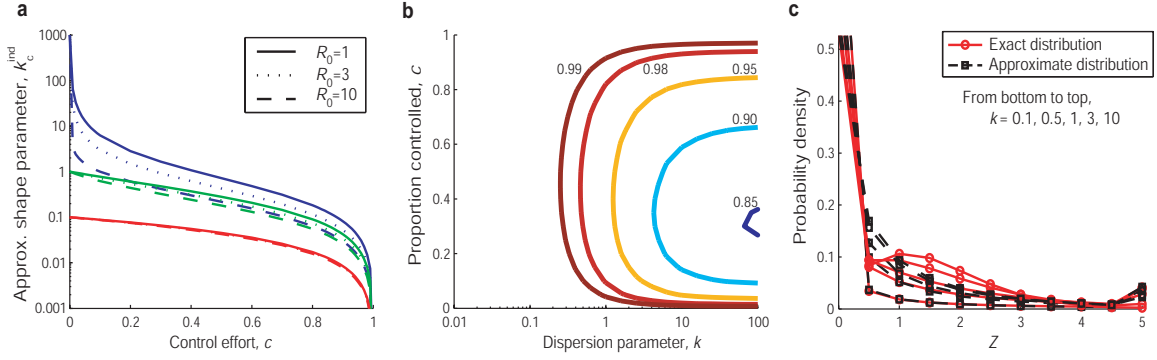 a
Approx. shape parameter, k_c^ind
1000
100
10
1
0.1
0.01
0.001
0
0.2
0.4
0.6
0.8
1
Control effort, c
R0=1
R0=3
R0=10
b
Proportion controlled, c
1
0.8
0.6
0.4
0.2
0
0.01
0.1
1
10
100
Dispersion parameter, k
0.99
0.98
0.95
0.90
0.85
c
Probability density
0.5
0.4
0.3
0.2
0.1
0
0
1
2
3
4
5
Z
Exact distribution
Approximate distribution
From bottom to top,
k = 0.1, 0.5, 1, 3, 10